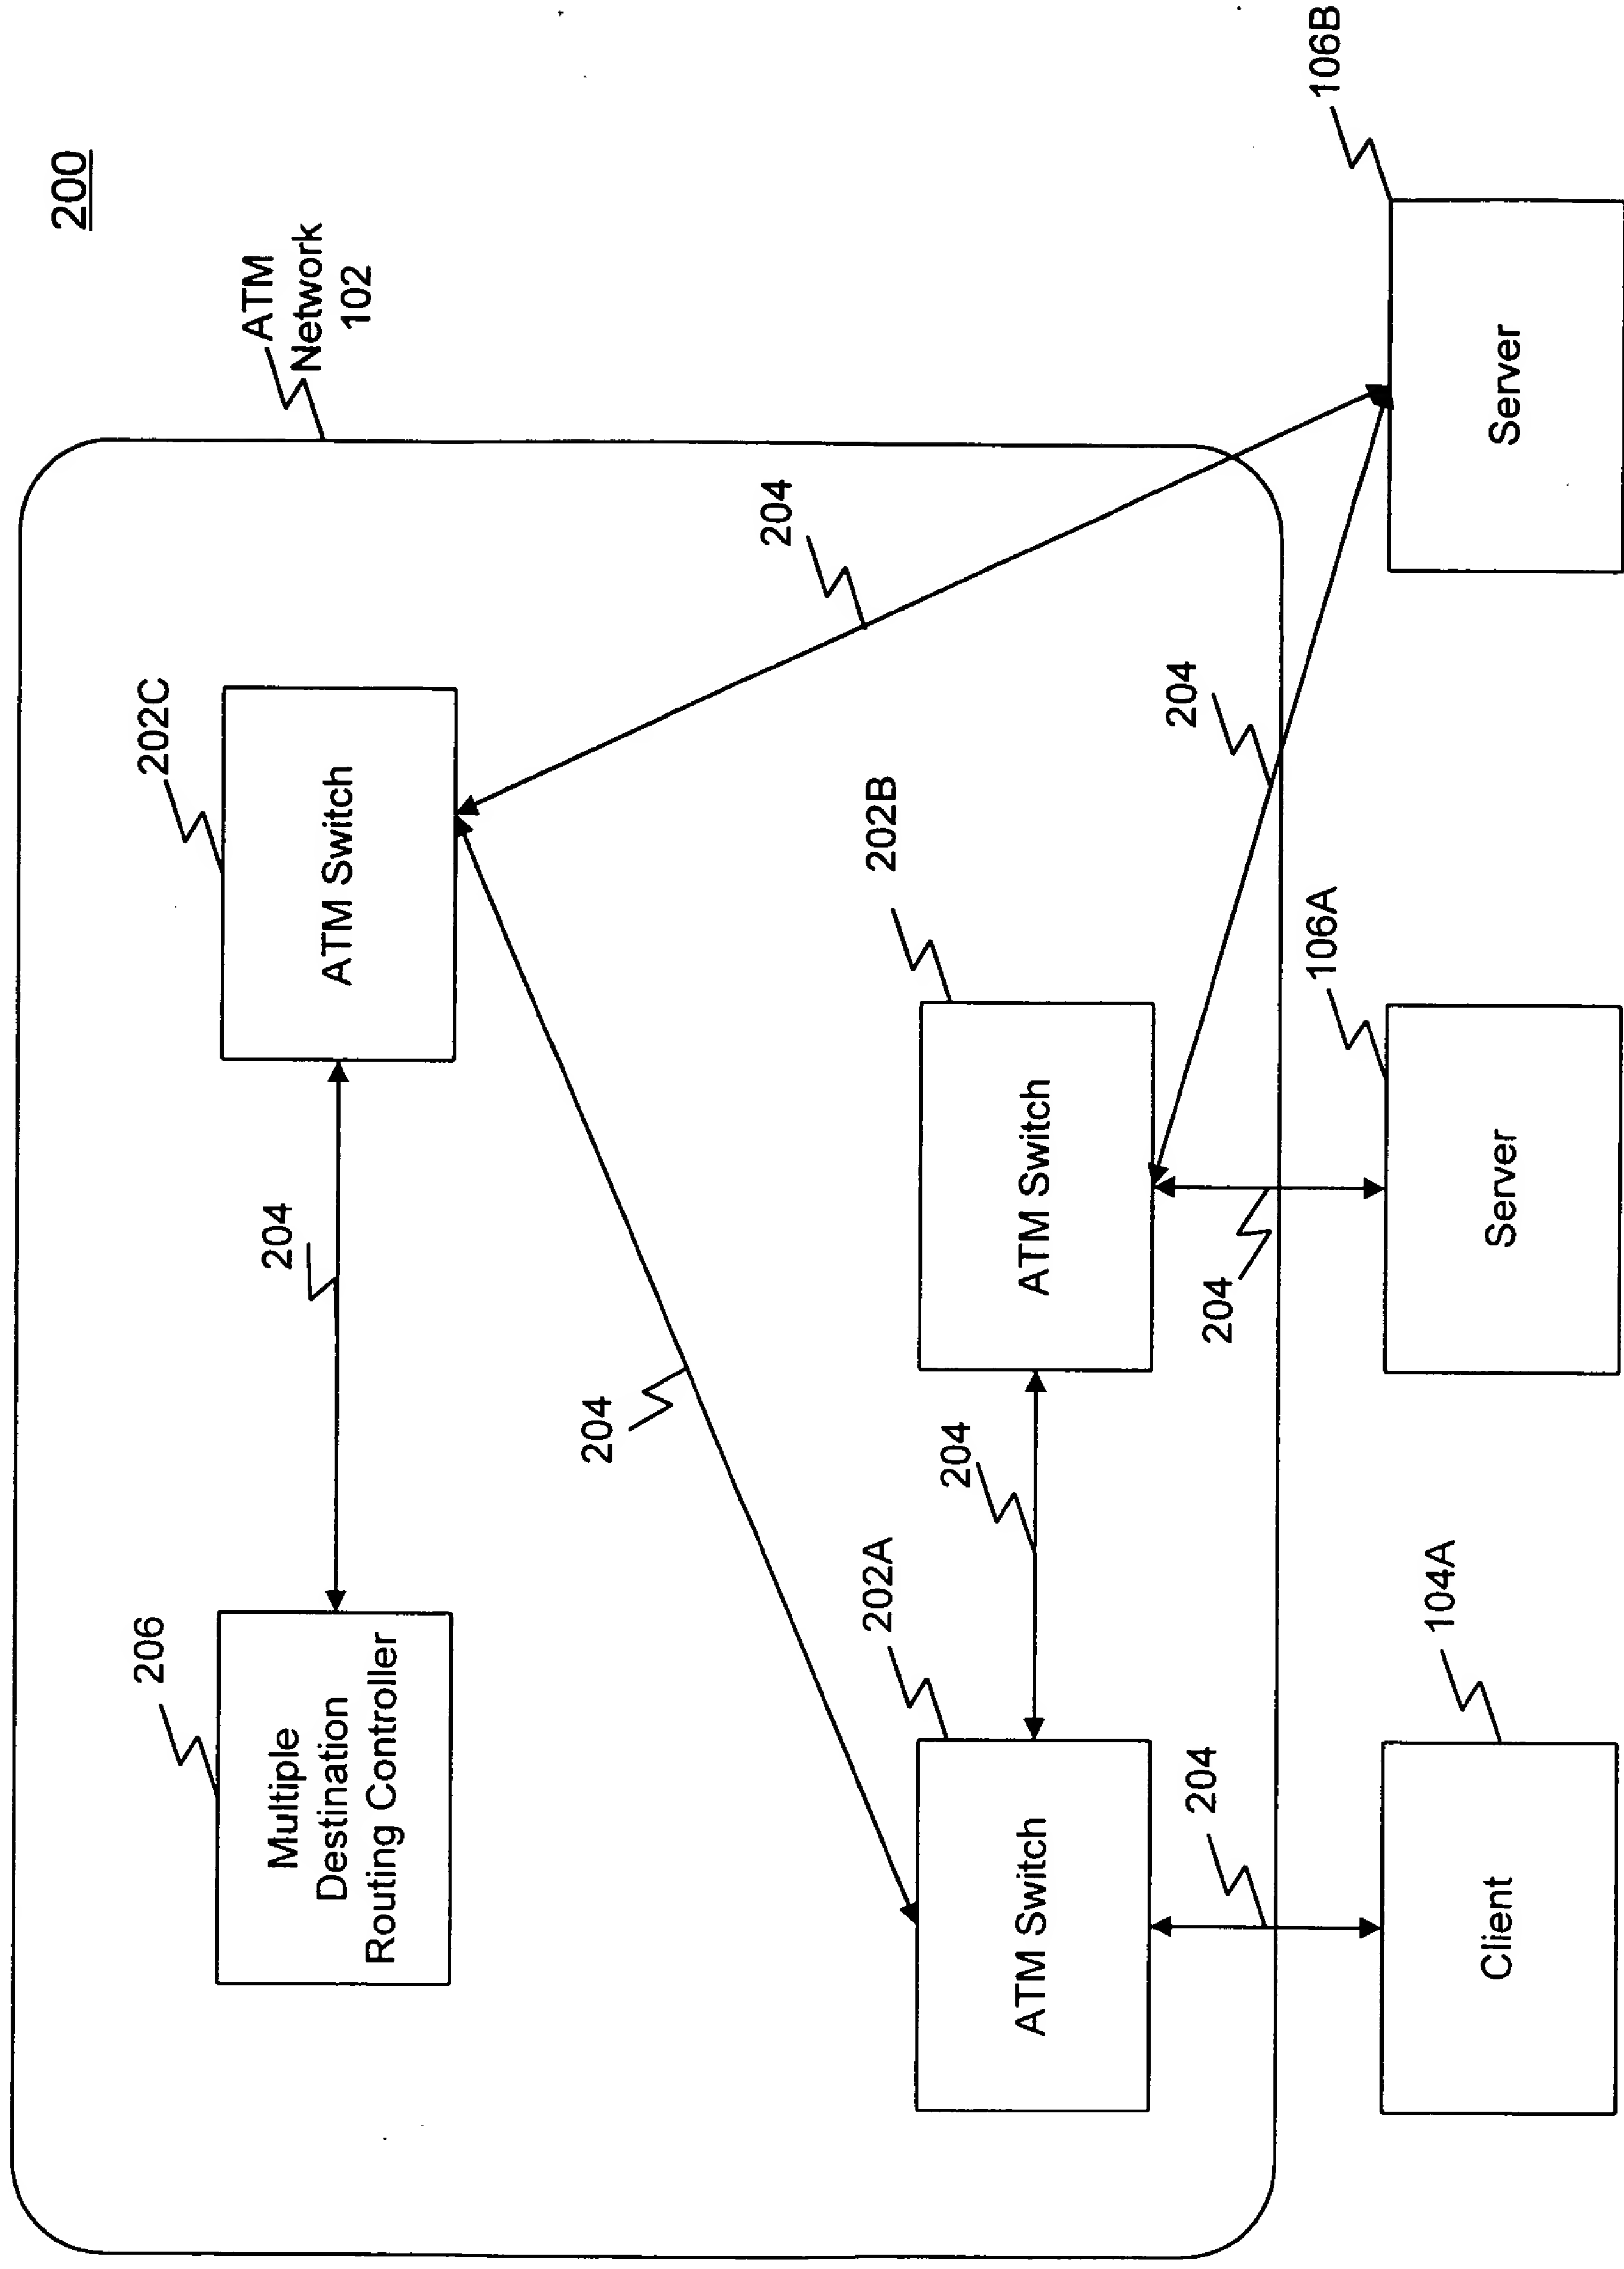 200
ATM
Network
102
206
Multiple
Destination
Routing Controller
204
202C
ATM Switch
204
204
202A
ATM Switch
204
202B
ATM Switch
204
204
204
104A
Client
106A
Server
106B
Server